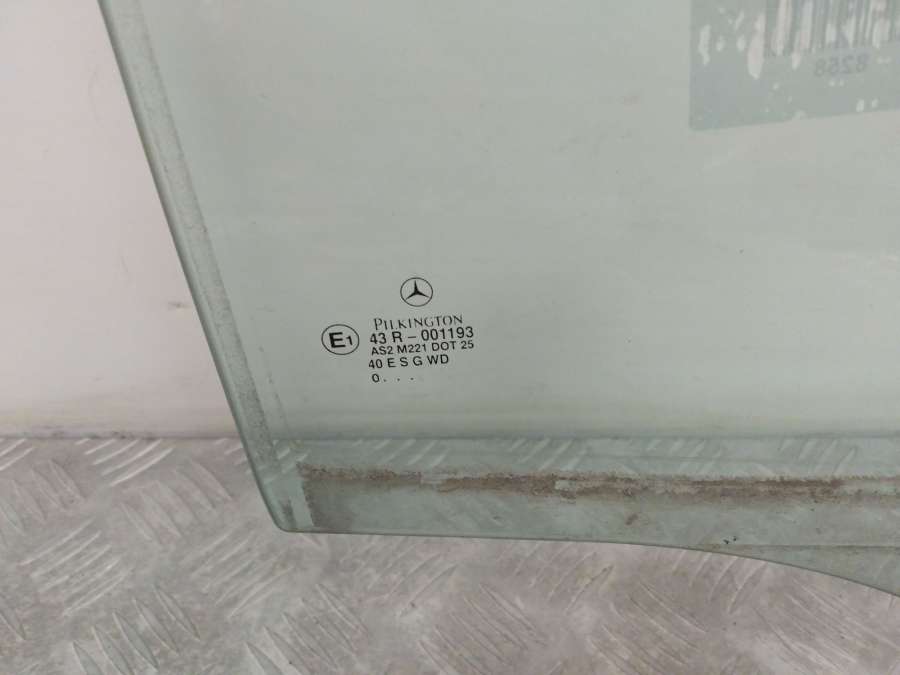 8258
PILKINGTON
E1 43 R - 001193
AS2 M221 DOT 25
40 E S G WD
0. . . .